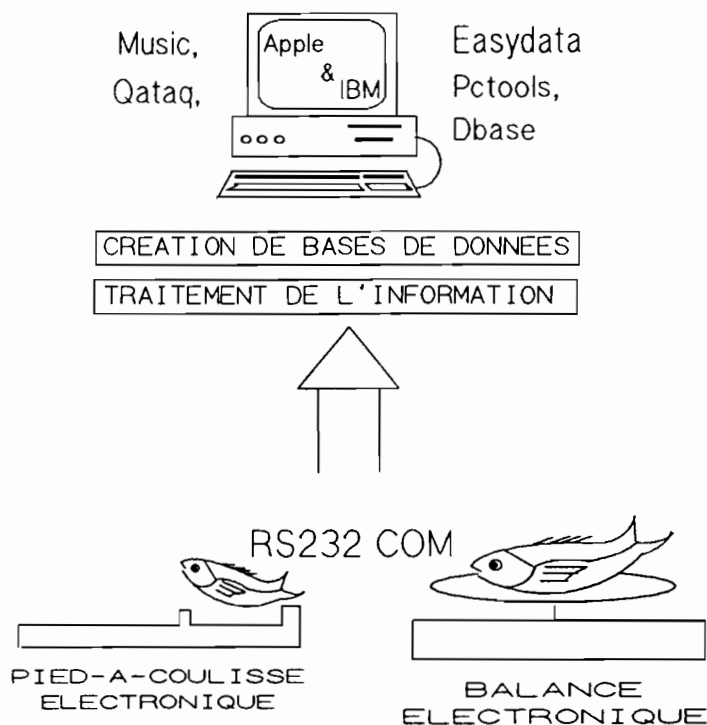 Music,
Qataq,
Apple
&
IBM
Easydata
Pctools,
Dbase
CREATION DE BASES DE DONNEES
TRAITEMENT DE L'INFORMATION
RS232 COM
PIED-A-COULISSE
ELECTRONIQUE
BALANCE
ELECTRONIQUE